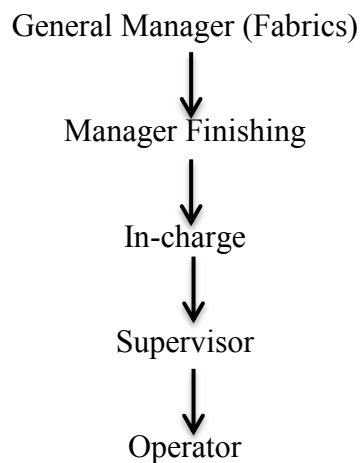 General Manager (Fabrics)
Manager Finishing
In-charge
Supervisor
Operator